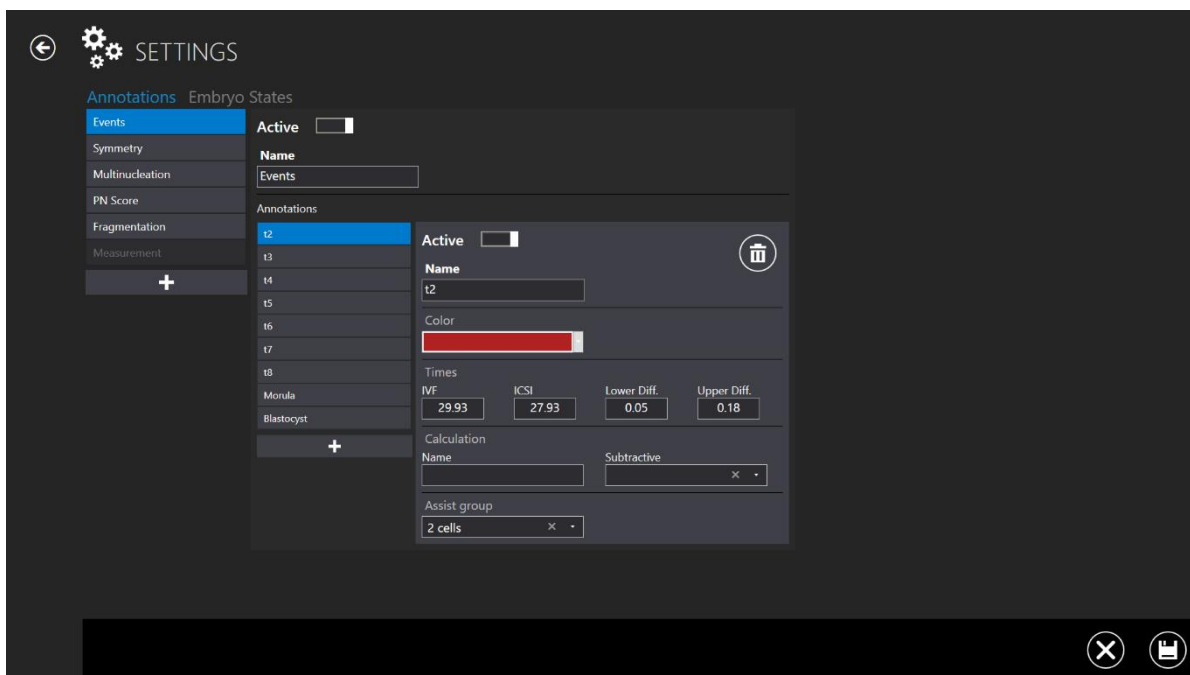 SETTINGS
Annotations Embryo States
Events
Symmetry
Multinucleation
PN Score
Fragmentation
Measurement
Active
Name
Events
Annotations
t2
t3
t4
t5
t6
t7
t8
Morula
Blastocyst
Active
Name
t2
Color
Times
IVF ICSI Lower Diff. Upper Diff.
29.93 27.93 0.05 0.18
Calculation
Name Subtractive
Assist group
2 cells